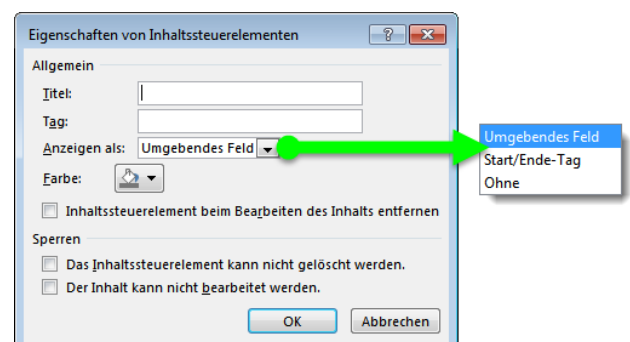 Eigenschaften von Inhaltssteuerelementen
Allgemein
Titel:
Tag:
Anzeigen als: Umgebendes Feld
Farbe:
Inhaltssteuerelement beim Bearbeiten des Inhalts entfernen
Sperren
Das Inhaltssteuerelement kann nicht gelöscht werden.
Der Inhalt kann nicht bearbeitet werden.
OK Abbrechen
Umgebendes Feld
Start/Ende-Tag
Ohne